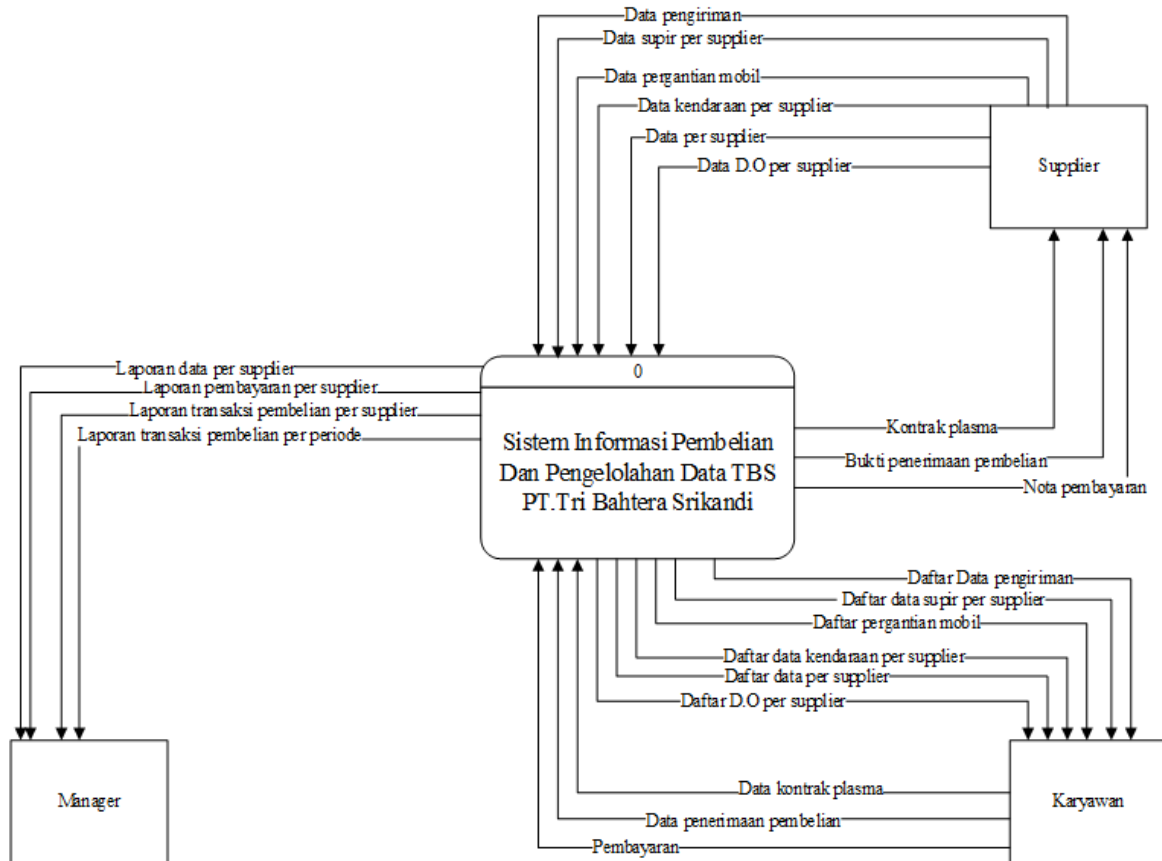 Data pengiriman
Data supir per supplier
Data pergantian mobil
Data kendaraan per supplier
Data per supplier
Data D.O per supplier
Supplier
Laporan data per supplier
Laporan pembayaran per supplier
Laporan transaksi pembelian per supplier
Laporan transaksi pembelian per periode
0
Sistem Informasi Pembelian
Dan Pengelolahan Data TBS
PT.Tri Bahtera Srikandi
Kontrak plasma
Bukti penerimaan pembelian
Nota pembayaran
Daftar Data pengiriman
Daftar data supir per supplier
Daftar pergantian mobil
Daftar data kendaraan per supplier
Daftar data per supplier
Daftar D.O per supplier
Manager
Karyawan
Data kontrak plasma
Data penerimaan pembelian
Pembayaran